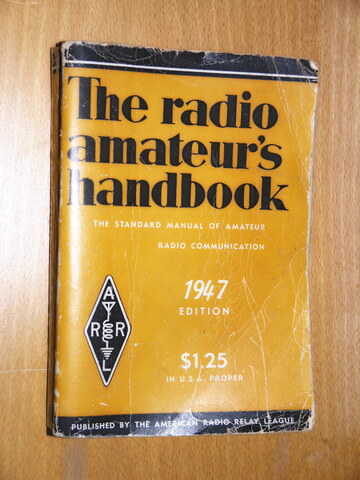 The radio
amateur's
handbook
THE STANDARD MANUAL OF AMATEUR
RADIO COMMUNICATION
1947
EDITION
A
R R
L
$1.25
IN U.S.A. PROPER
PUBLISHED BY THE AMERICAN RADIO RELAY LEAGUE